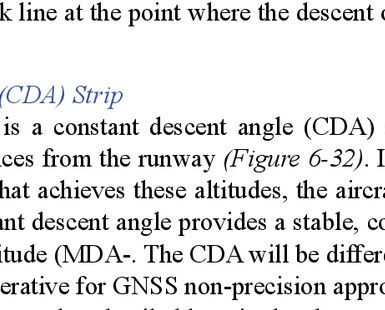 k line at the point where the descent
(CDA) Strip
is a constant descent angle (CDA)
ces from the runway (Figure 6-32).
hat achieves these altitudes, the aircra
ant descent angle provides a stable, co
itude (MDA-. The CDA will be differe
erative for GNSS non-precision appro